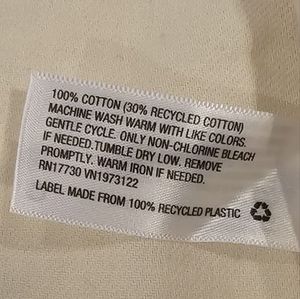 100% COTTON (30% RECYCLED COTTON)
MACHINE WASH WARM WITH LIKE COLORS.
GENTLE CYCLE. ONLY NON-CHLORINE BLEACH
IF NEEDED.TUMBLE DRY LOW. REMOVE
PROMPTLY. WARM IRON IF NEEDED.
RN17730 VN1973122
LABEL MADE FROM 100% RECYCLED PLASTIC